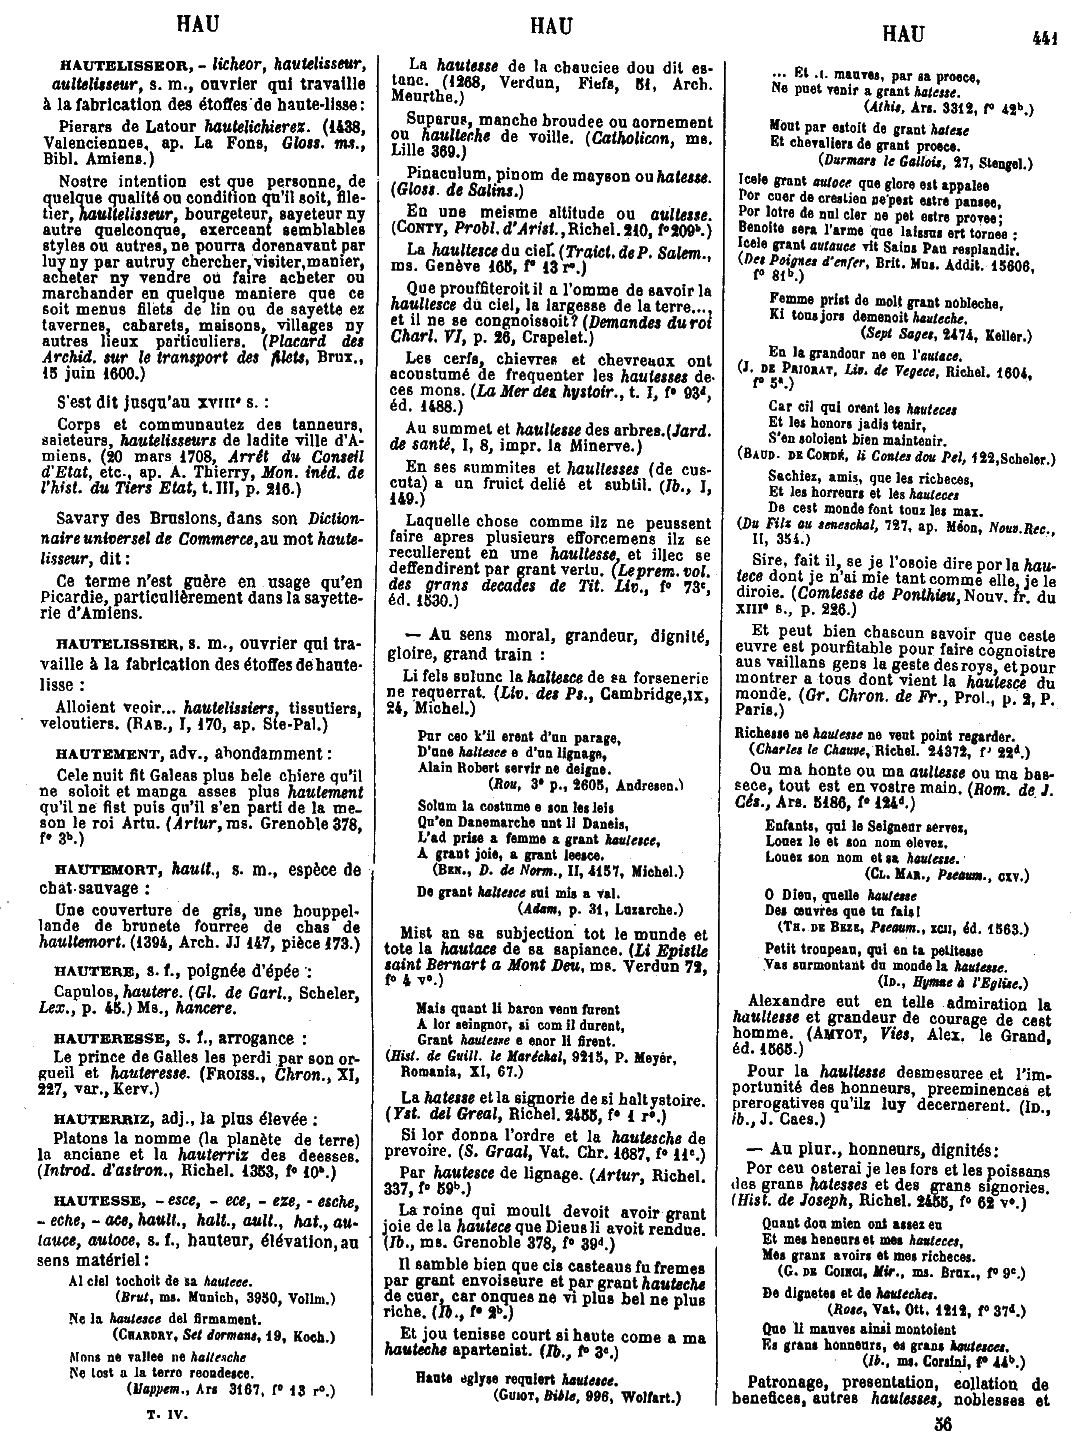 HAU
HAU
HAU
441
HAUTELISSEOR, - licheor, hautelisseur,
aultelisseur, s. m., ouvrier qui travaille
à la fabrication des étoffes de haute-lisse :
Pierars de Latour hautelichierez. (1438,
Valenciennes, ap. La Fons, Gloss. ms.,
Bibl. Amiens.)
Nostre intention est que personne, de
quelque qualité ou condition qu'il soit, file-
tier, haultelisseur, bourgeteur, sayeteur ny
autre quelconque, exerceant semblables
styles ou autres, ne pourra dorenavant par
luy ny par autruy chercher, visiter, manier,
acheter ny vendre ou faire acheter ou
marchander en quelque maniere que ce
soit menus filets de lin ou de sayette ez
tavernes, cabarets, maisons, villages ny
autres lieux particuliers. (Placard des
Archid. sur le transport des filets, Brux.,
15 juin 1600.)
S'est dit jusqu'au XVIIIe s. :
Corps et communautez des tanneurs,
saieteurs, hautelisseurs de ladite ville d'A-
miens. (20 mars 1708, Arrêt du Conseil
d'Etat, etc., ap. A. Thierry, Mon. inéd. de
l'hist. du Tiers Etat, t. III, p. 216.)
Savary des Bruslons, dans son Diction-
naire universel de Commerce, au mot haute-
lisseur, dit :
Ce terme n'est guère en usage qu'en
Picardie, particulièrement dans la sayette-
rie d'Amiens.
HAUTELISSIER, s. m., ouvrier qui tra-
vaille à la fabrication des étoffes de haute-
lisse :
Alloient veoir... hautelissiers, tissutiers,
veloutiers. (RAB., I, 170, ap. Ste-Pal.)
HAUTEMENT, adv., abondamment :
Cele nuit fit Galeas plus bele chiere qu'il
ne soloit et manga asses plus hautement
qu'il ne fist puis qu'il s'en parti de la me-
son le roi Artu. (Artur, ms. Grenoble 378,
f° 3b.)
HAUTEMORT, hault., s. m., espèce de
chat-sauvage :
Une couverture de gris, une houppel-
lande de brunete fourree de chas de
haultemort. (1394, Arch. JJ 147, pièce 173.)
HAUTERE, s. f., poignée d'épée :
Capulos, hautere. (Gl. de Garl., Scheler,
Lex., p. 45.) Ms., hancere.
HAUTERESSE, s. f., arrogance :
Le prince de Galles les perdi par son or-
gueil et hauteresse. (FROISS., Chron., XI,
227, var., Kerv.)
HAUTERRIZ, adj., la plus élevée :
Platons la nomme (la planète de terre)
la anciane et la hauterriz des deesses.
(Introd. d'astron., Richel. 1353, f° 10a.)
HAUTESSE, - esce, - ece, - eze, - esche,
- eche, - ace, hault., halt., ault., hat., au-
tauce, autoce, s. f., hauteur, élévation, au
sens matériel :
Al ciel tochoit de sa hautece.
(Brut, ms. Munich, 3950, Vollm.)
Ne la hautesce del firmament.
(CHARDRY, Set dormans, 19, Koch.)
Mons ne vallee ne haltesche
Ne tost a la terre reondesce.
(Mappem., Ars 3167, f° 13 r°.)
T. IV.
La hautesse de la chauciee dou dit es-
tanc. (1268, Verdun, Fiefs, 51, Arch.
Meurthe.)
Suparus, manche broudee ou aornement
ou haulteche de voille. (Catholicon, ms.
Lille 369.)
Pinaculum, pinom de mayson ou hatesse.
(Gloss. de Salins.)
En une meisme altitude ou aultesse.
(CONTY, Probl. d'Arist., Richel. 210, f° 209b.)
La haultesce du ciel. (Traict. de P. Salem.,
ms. Genève 165, f° 13 r°.)
Que prouffiteroit il a l'omme de savoir la
haultesce du ciel, la largesse de la terre...,
et il ne se congnoissoit? (Demandes du roi
Charl. VI, p. 26, Crapelet.)
Les cerfs, chievres et chevreaux ont
acoustumé de frequenter les hautesses de
ces mons. (La Mer des hystoir., t. I, f° 93d,
éd. 1488.)
Au summet et haultesse des arbres. (Jard.
de santé, I, 8, impr. la Minerve.)
En ses summites et haultesses (de cus-
cuta) a un fruict delié et subtil. (Ib., I,
149.)
Laquelle chose comme ilz ne peussent
faire apres plusieurs efforcemens ilz se
recullerent en une haultesse, et illec se
deffendirent par grant vertu. (Le prem. vol.
des grans decades de Tit. Liv., f° 73c,
éd. 1530.)
— Au sens moral, grandeur, dignité,
gloire, grand train :
Li fels sulunc la haltesce de sa forsenerie
ne requerrat. (Liv. des Ps., Cambridge, IX,
24, Michel.)
Pur ceo k'il erent d'un parage,
D'une haltesce e d'un lignage,
Alain Robert servir ne deigne.
(Rou, 3e p., 2605, Andresen.)
Solum la costume e son les leis
Qu'en Danemarche unt li Daneis,
L'ad prise a femme a grant hautesce,
A grant joie, a grant leesce.
(BEN., D. de Norm., II, 4157, Michel.)
De grant haltesce sui mis a val.
(Adam, p. 31, Luzarche.)
Mist an sa subjection tot le munde et
tote la hautace de sa sapiance. (Li Epistle
saint Bernart a Mont Deu, ms. Verdun 72,
f° 4 v°.)
Mais quant li baron venu furent
A lor seingnor, si com il durent,
Grant hautesse e enor li firent.
(Hist. de Guill. le Maréchal, 9215, P. Meyer,
Romania, XI, 67.)
La hatesse et la signorie de si halt ystoire.
(Yst. del Greal, Richel. 2455, f° 1 r°.)
Si lor donna l'ordre et la hautesche de
prevoire. (S. Graal, Vat. Chr. 1687, f° 11c.)
Par hautesce de lignage. (Artur, Richel.
337, f° 59b.)
La roine qui moult devoit avoir grant
joie de la hautece que Dieus li avoit rendue.
(Ib., ms. Grenoble 378, f° 39d.)
Il samble bien que cis casteaus fu fremes
par grant envoiseure et par grant hauteche
de cuer, car onques ne vi plus bel ne plus
riche. (Ib., f° 2b.)
Et jou tenisse court si haute come a ma
hauteche apartenist. (Ib., f° 3c.)
Haute eglyse requiert hautesce.
(GUIOT, Bible, 996, Wolfart.)
... Et .I. mauves, par sa proece,
Ne puet venir a grant hatesse.
(Athis, Ars. 3312, f° 42b.)
Mout par estoit de grant hatexe
Et chevaliers de grant proece.
(Durmars le Gallois, 27, Stengel.)
Icele grant autoce que glore est appalee
Por cuer de crestien ne pest estre pansee,
Por lotre de nul cler ne pet estre provee;
Benoite sera l'arme que laissus ert tornee :
Icele grant autauce vit Sains Pau resplandir.
(Des Poignes d'enfer, Brit. Mus. Addit. 15606,
f° 81b.)
Femme prist de molt grant nobleche,
Ki tousjors demenoit hauteche.
(Sept Sages, 2474, Keller.)
En la grandour ne en l'autace.
(J. DE PRIORAT, Liv. de Vegece, Richel. 1604,
f° 5a.)
Car cil qui orent les hauteces
Et les honors jadis tenir,
S'en soloient bien maintenir.
(BAUD. DE CONDÉ, li Contes dou Pel, 122, Scheler.)
Sachiez, amis, que les richeces,
Et les horreurs et les hauteces
De cest monde font touz les max.
(Du Filz au seneschal, 727, ap. Méon, Nouv. Rec.,
II, 354.)
Sire, fait il, se je l'osoie dire por la hau-
tece dont je n'ai mie tant comme elle, je le
diroie. (Comtesse de Ponthieu, Nouv. fr. du
XIIIe s., p. 226.)
Et peut bien chascun savoir que ceste
euvre est pourfitable pour faire cognoistre
aus vaillans gens la geste des roys, et pour
montrer a tous dont vient la hautesce du
monde. (Gr. Chron. de Fr., Prol., p. 2, P.
Paris.)
Richesse ne hautesse ne veut point regarder.
(Charles le Chauve, Richel. 24372, f° 22d.)
Ou ma honte ou ma aultesse ou ma bas-
sece, tout est en vostre main. (Rom. de J.
Cés., Ars. 5186, f° 124d.)
Enfants, qui le Seigneur servez,
Louez le et son nom elevez,
Louez son nom et sa hautesse.
(CL. MAR., Pseaum., CXV.)
O Dieu, quelle hautesse
Des œuvres que tu fais!
(TH. DE BEZE, Pseaum., XCII, éd. 1563.)
Petit troupeau, qui en ta petitesse
Vas surmontant du monde la hautesse.
(ID., Hymne à l'Eglise.)
Alexandre eut en telle admiration la
haultesse et grandeur de courage de cest
homme. (AMYOT, Vies, Alex. le Grand,
éd. 1565.)
Pour la haultesse desmesuree et l'im-
portunité des honneurs, preeminences et
prerogatives qu'ilz luy decernerent. (ID.,
ib., J. Caes.)
— Au plur., honneurs, dignités :
Por ceu osterai je les fors et les poissans
des grans hatesses et des grans signories.
(Hist. de Joseph, Richel. 2455, f° 62 v°.)
Quant don mien ont assez eu
Et mes heneurs et mes hauteces,
Mes grans avoirs et mes richeces.
(G. DE COINCI, Mir., ms. Brux., f° 9c.)
De dignetez et de hauteches.
(Rose, Vat. Ott. 1212, f° 37d.)
Que li mauves ainsi montoient
Es grans honneurs, es grans hautesces.
(Ib., ms. Corsini, f° 44b.)
Patronage, presentation, collation de
benefices, autres hautesses, noblesses et
56